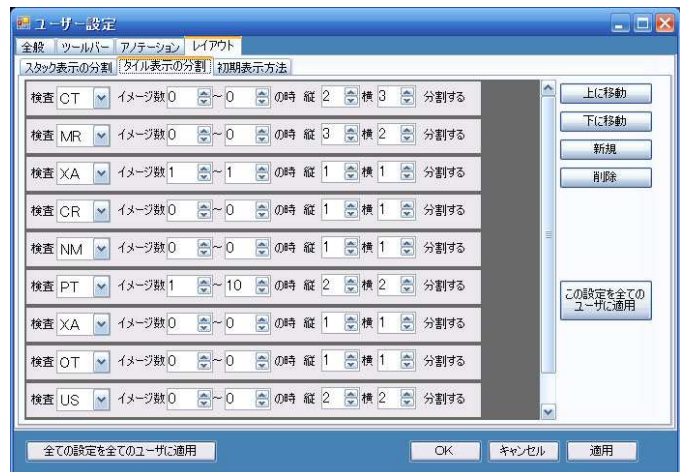 ユーザー設定
全般 ツールバー アノテーション レイアウト
スタック表示の分割 タイル表示の分割 初期表示方法
検査 CT イメージ数 0 ~ 0 の時 縦 2 横 3 分割する
検査 MR イメージ数 0 ~ 0 の時 縦 3 横 2 分割する
検査 XA イメージ数 1 ~ 1 の時 縦 1 横 1 分割する
検査 CR イメージ数 0 ~ 0 の時 縦 1 横 1 分割する
検査 NM イメージ数 0 ~ 0 の時 縦 1 横 1 分割する
検査 PT イメージ数 1 ~ 10 の時 縦 2 横 2 分割する
検査 XA イメージ数 0 ~ 0 の時 縦 1 横 1 分割する
検査 OT イメージ数 0 ~ 0 の時 縦 1 横 1 分割する
検査 US イメージ数 0 ~ 0 の時 縦 2 横 2 分割する
上に移動
下に移動
新規
削除
この設定を全ての
ユーザに適用
全ての設定を全てのユーザに適用 OK キャンセル 適用